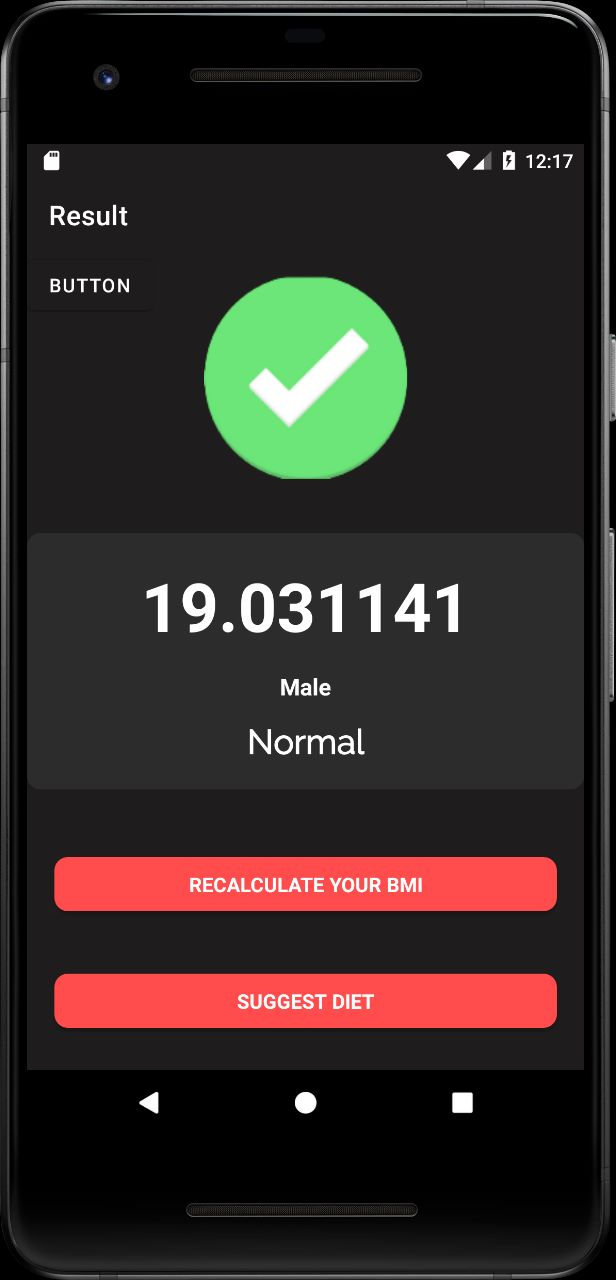 12:17
Result
BUTTON
19.031141
Male
Normal
RECALCULATE YOUR BMI
SUGGEST DIET